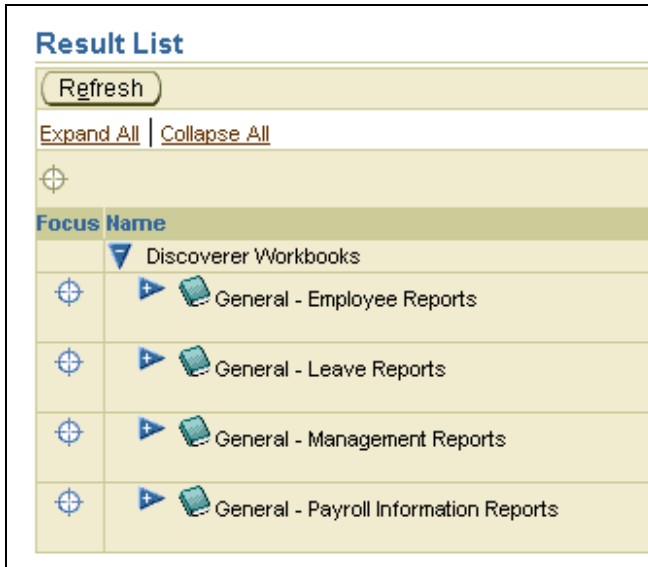 Result List
Refresh
Expand All | Collapse All
Focus Name
Discoverer Workbooks
General - Employee Reports
General - Leave Reports
General - Management Reports
General - Payroll Information Reports